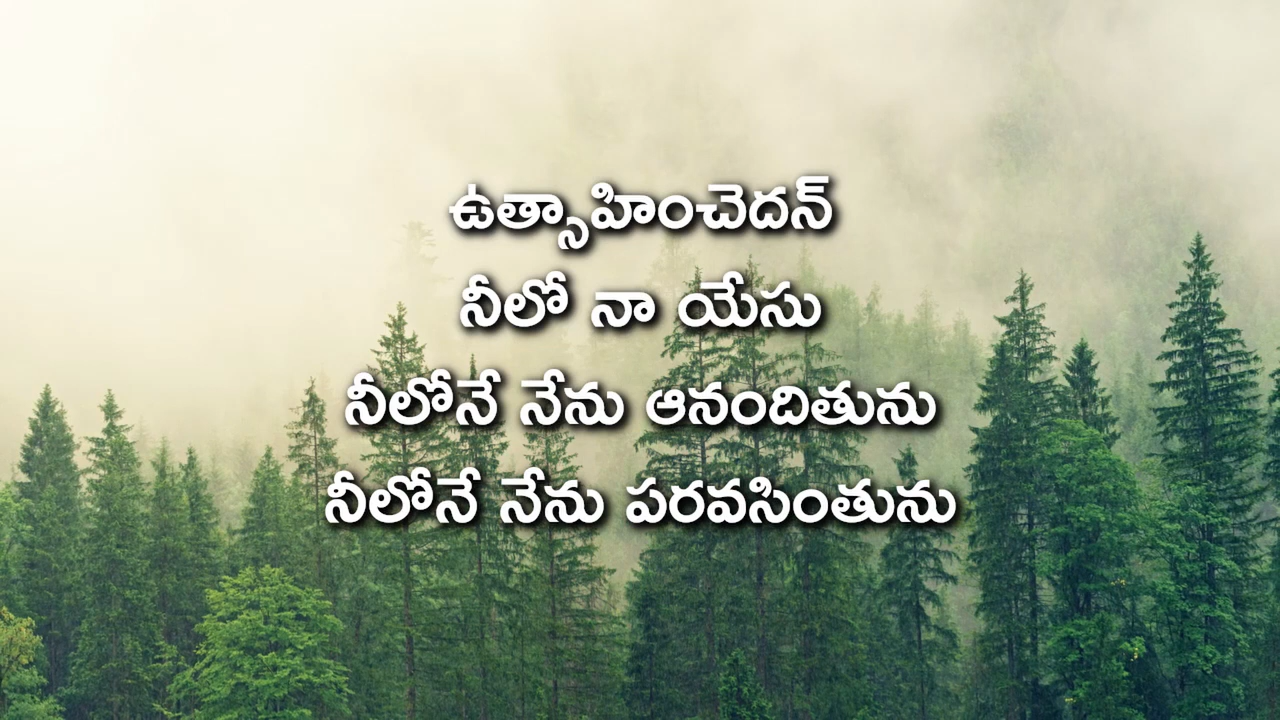 ఉత్సాహించెదన్
నీలో నా యేసు
నీలోనే నేను ఆనందితును
నీలోనే నేను పరవసింతును